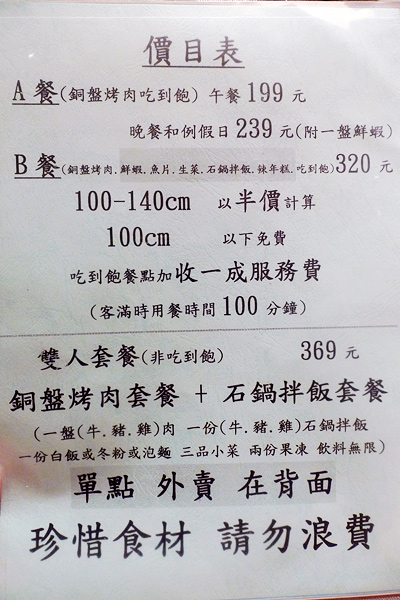 價目表
A 餐(銅盤烤肉吃到飽) 午餐 199 元
晚餐和例假日 239 元(附一盤鮮蝦)
B 餐(銅盤烤肉.鮮蝦.魚片.生菜.石鍋拌飯.辣年糕.吃到飽)320 元
100-140cm 以半價計算
100cm 以下免費
吃到飽餐點加收一成服務費
(客滿時用餐時間 100 分鐘)
雙人套餐(非吃到飽) 369 元
銅盤烤肉套餐 + 石鍋拌飯套餐
(一盤(牛.豬.雞)肉 一份(牛.豬.雞)石鍋拌飯
一份白飯或冬粉或泡麵 三品小菜 兩份果凍 飲料無限)
單點 外賣 在背面
珍惜食材 請勿浪費